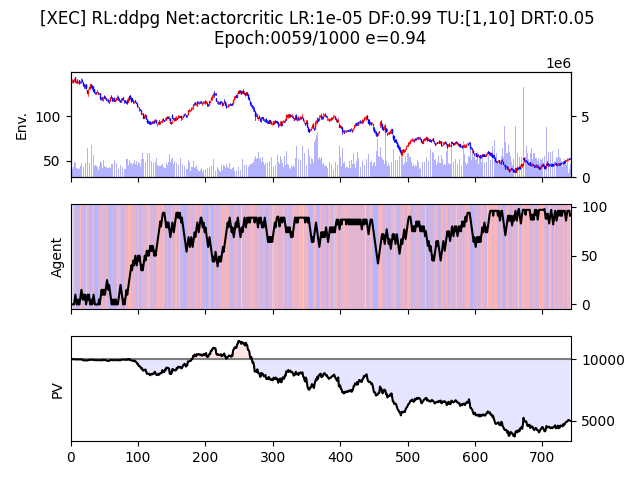 [XEC] RL:ddpg Net:actorcritic LR:1e-05 DF:0.99 TU:[1,10] DRT:0.05
Epoch:0059/1000 e=0.94
1e6
Env.
100
50
5
0
Agent
100
50
0
PV
10000
5000
0 100 200 300 400 500 600 700